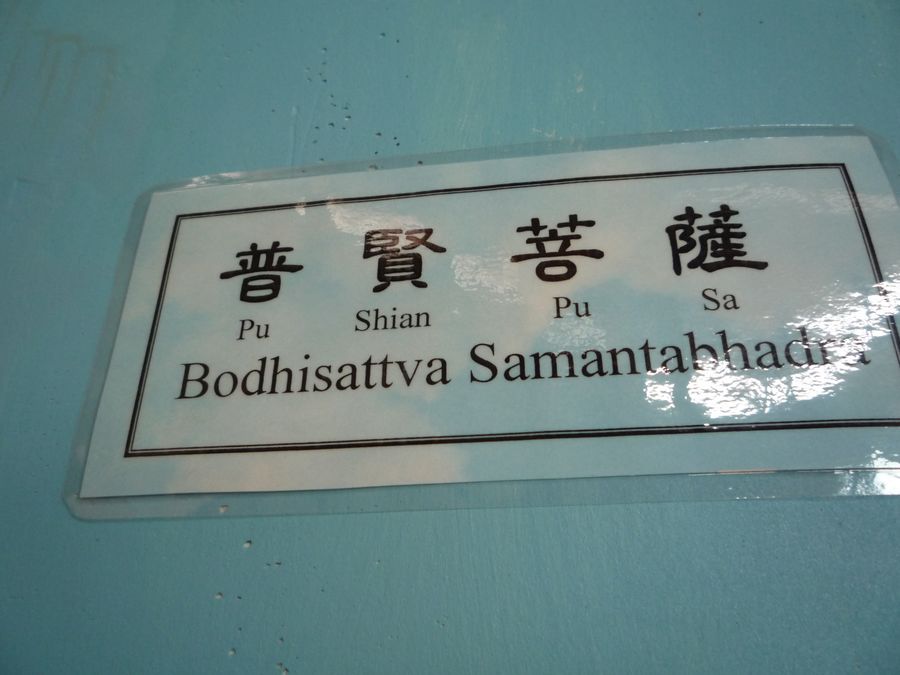 普賢菩薩
Pu Shian Pu Sa
Bodhisattva Samantabhadra